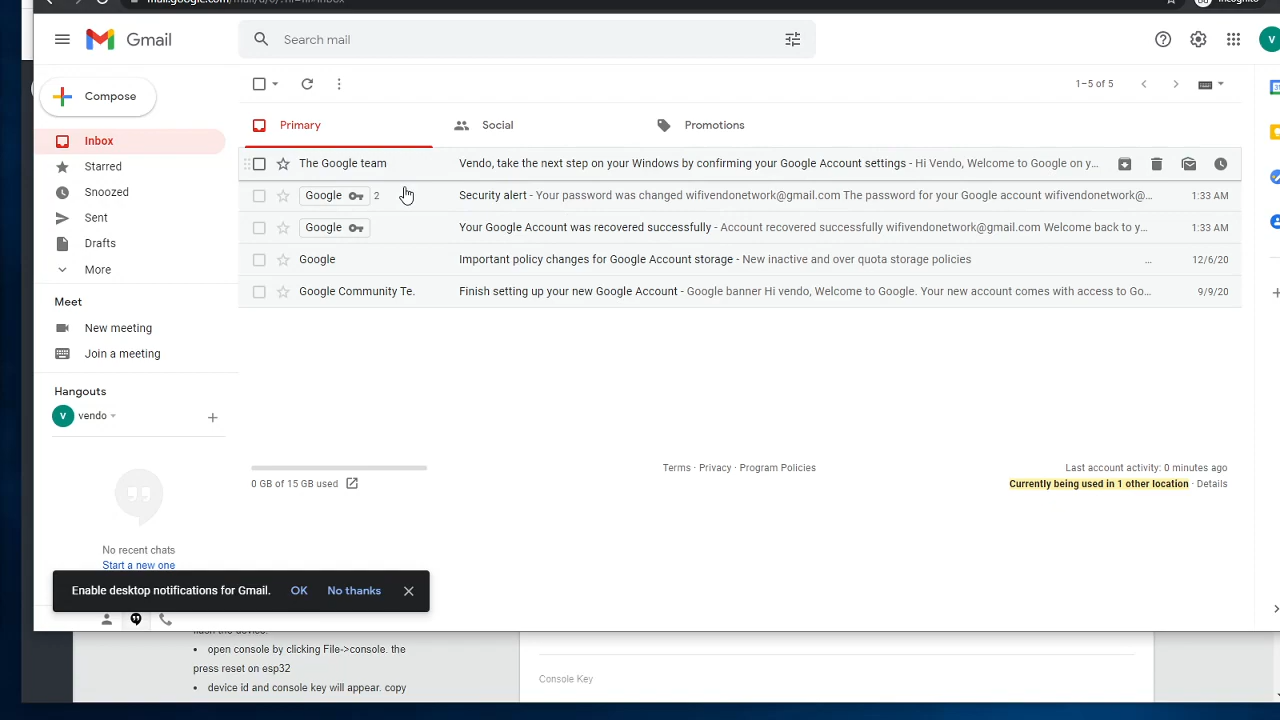 Gmail
Search mail
V
Compose
1–5 of 5
Inbox
Starred
Snoozed
Sent
Drafts
More
Meet
New meeting
Join a meeting
Hangouts
V vendo
No recent chats
Start a new one
Primary
Social
Promotions
The Google team Vendo, take the next step on your Windows by confirming your Google Account settings - Hi Vendo, Welcome to Google on y...
Google 2 Security alert - Your password was changed wifivendonetwork@gmail.com The password for your Google account wifivendonetwork@... 1:33 AM
Google Your Google Account was recovered successfully - Account recovered successfully wifivendonetwork@gmail.com Welcome back to y... 1:33 AM
Google Important policy changes for Google Account storage - New inactive and over quota storage policies ... 12/6/20
Google Community Te. Finish setting up your new Google Account - Google banner Hi vendo, Welcome to Google. Your new account comes with access to Go... 9/9/20
0 GB of 15 GB used
Terms · Privacy · Program Policies
Last account activity: 0 minutes ago
Currently being used in 1 other location · Details
Enable desktop notifications for Gmail. OK No thanks
flash the device.
• open console by clicking File->console. the
press reset on esp32
• device id and console key will appear. copy
Console Key